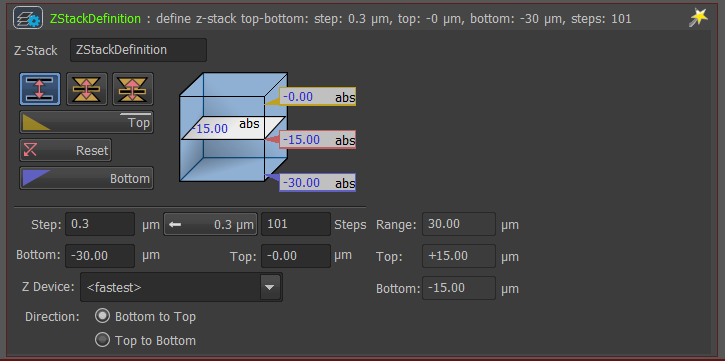 ZStackDefinition : define z-stack top-bottom: step: 0.3 µm, top: -0 µm, bottom: -30 µm, steps: 101
Z-Stack ZStackDefinition
-0.00 abs
Top
-15.00 abs
-15.00 abs
Reset
Bottom
-30.00 abs
Step: 0.3 µm 0.3 µm 101 Steps Range: 30.00 µm
Bottom: -30.00 µm Top: -0.00 µm Top: +15.00 µm
Z Device: <fastest> Bottom: -15.00 µm
Direction: Bottom to Top
Top to Bottom